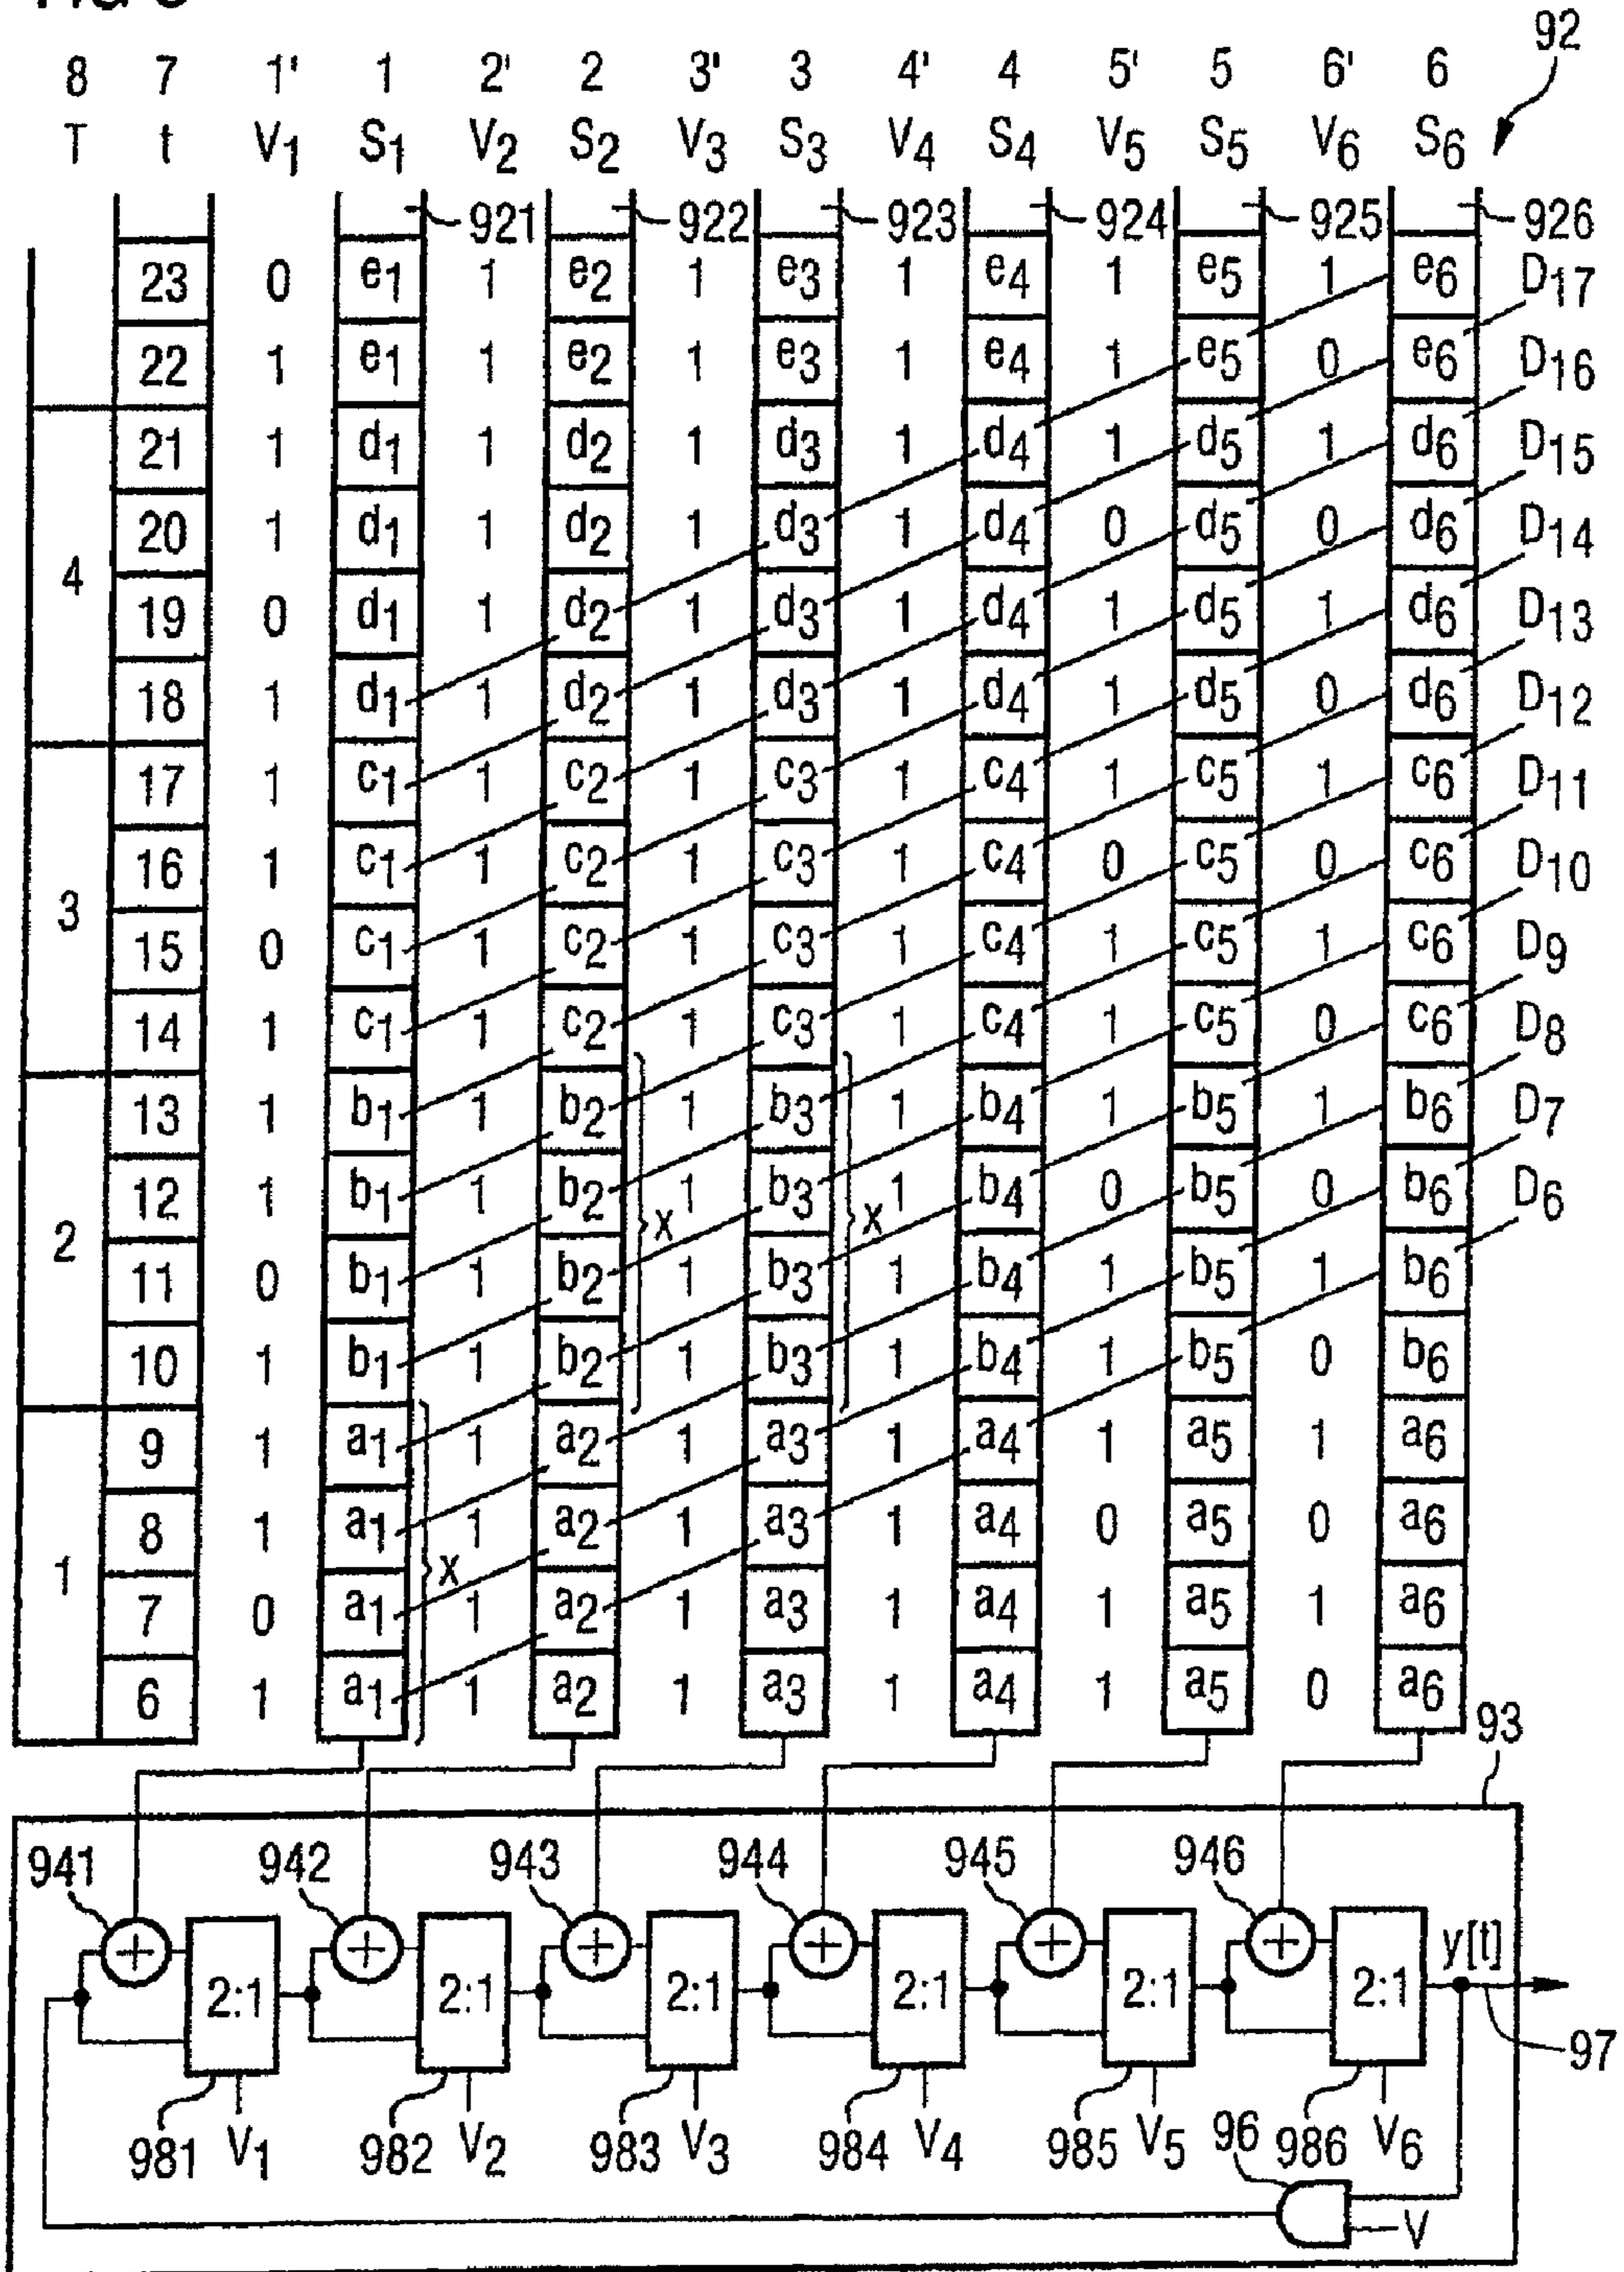 8 7 1' 1 2' 2 3' 3 4' 4 5' 5 6' 6 92
T t V1 S1 V2 S2 V3 S3 V4 S4 V5 S5 V6 S6
921 922 923 924 925 926
23 0 e1 1 e2 1 e3 1 e4 1 e5 1 e6 D17
22 1 e1 1 e2 1 e3 1 e4 1 e5 0 e6 D16
21 1 d1 1 d2 1 d3 1 d4 1 d5 1 d6 D15
20 1 d1 1 d2 1 d3 1 d4 0 d5 0 d6 D14
4
19 0 d1 1 d2 1 d3 1 d4 1 d5 1 d6 D13
18 1 d1 1 d2 1 d3 1 d4 1 d5 0 d6 D12
17 1 c1 1 c2 1 c3 1 c4 1 c5 1 c6 D11
16 1 c1 1 c2 1 c3 1 c4 0 c5 0 c6 D10
3
15 0 c1 1 c2 1 c3 1 c4 1 c5 1 c6 D9
14 1 c1 1 c2 1 c3 1 c4 1 c5 0 c6 D8
13 1 b1 1 b2 1 b3 1 b4 1 b5 1 b6 D7
12 1 b1 1 b2 1 b3 1 b4 0 b5 0 b6 D6
2 x x
11 0 b1 1 b2 1 b3 1 b4 1 b5 1 b6
10 1 b1 1 b2 1 b3 1 b4 1 b5 0 b6
9 1 a1 1 a2 1 a3 1 a4 1 a5 1 a6
8 1 a1 1 a2 1 a3 1 a4 0 a5 0 a6
1 x
7 0 a1 1 a2 1 a3 1 a4 1 a5 1 a6
6 1 a1 1 a2 1 a3 1 a4 1 a5 0 a6
93
941 942 943 944 945 946
+ + + + + +
y[t]
2:1 2:1 2:1 2:1 2:1 2:1
97
981 V1 982 V2 983 V3 984 V4 985 V5 96 986 V6
V